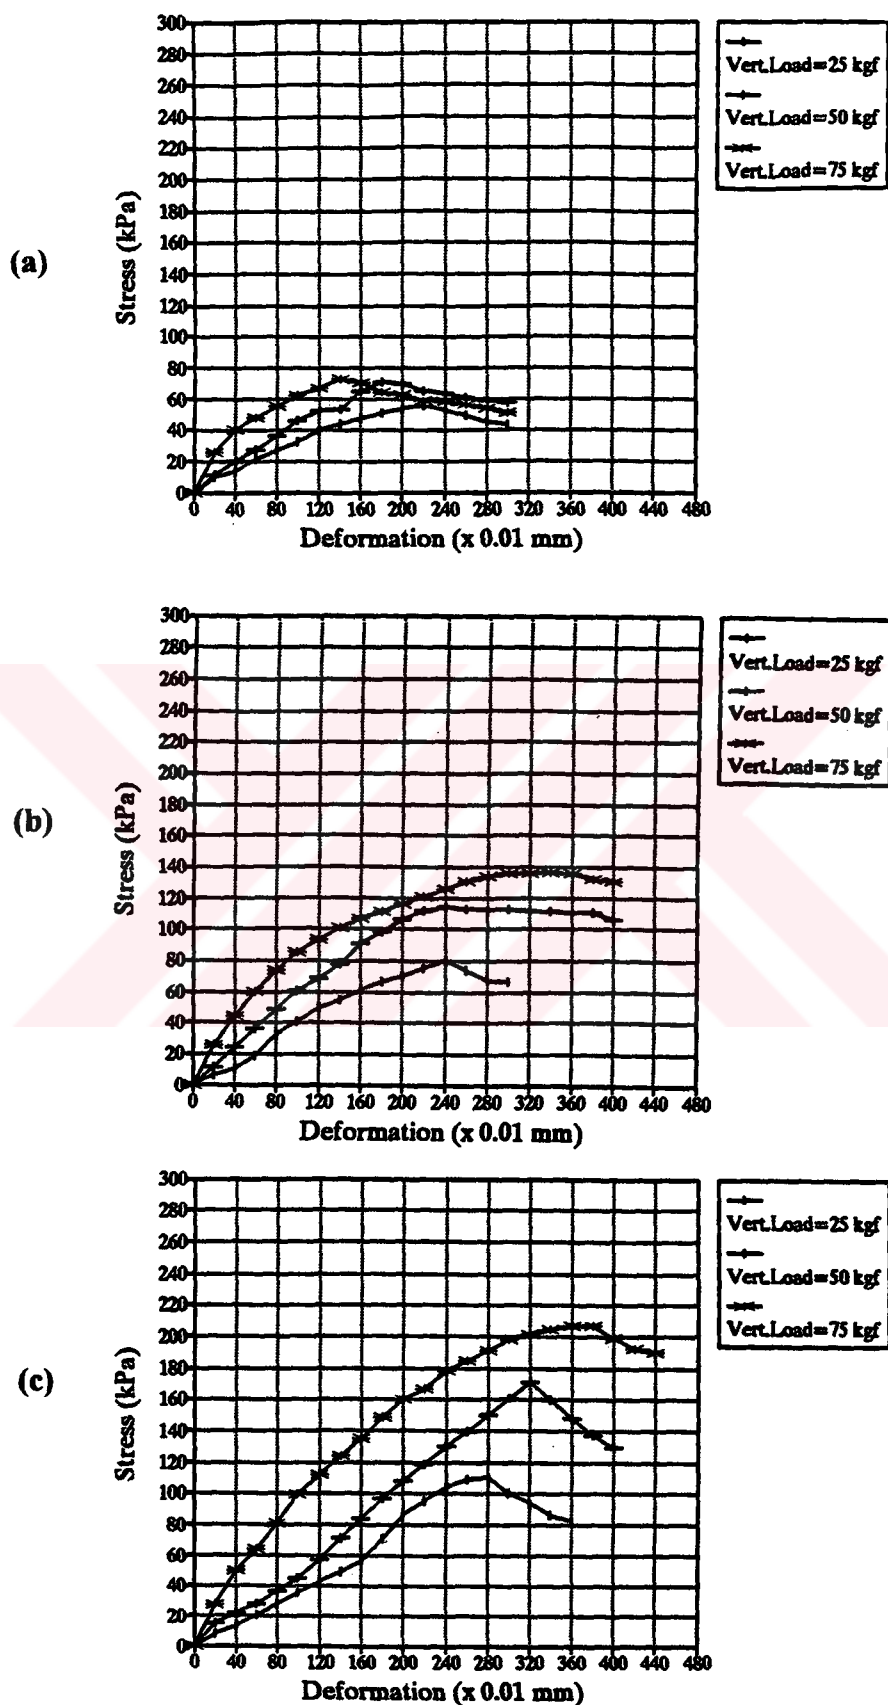 300
280
260
240
220
200
180
160
140
120
100
80
60
40
20
0
0 40 80 120 160 200 240 280 320 360 400 440 480
Stress (kPa)
Deformation (x 0.01 mm)
(a)
Vert.Load=25 kgf
Vert.Load=50 kgf
Vert.Load=75 kgf
300
280
260
240
220
200
180
160
140
120
100
80
60
40
20
0
0 40 80 120 160 200 240 280 320 360 400 440 480
Stress (kPa)
Deformation (x 0.01 mm)
(b)
Vert.Load=25 kgf
Vert.Load=50 kgf
Vert.Load=75 kgf
300
280
260
240
220
200
180
160
140
120
100
80
60
40
20
0
0 40 80 120 160 200 240 280 320 360 400 440 480
Stress (kPa)
Deformation (x 0.01 mm)
(c)
Vert.Load=25 kgf
Vert.Load=50 kgf
Vert.Load=75 kgf